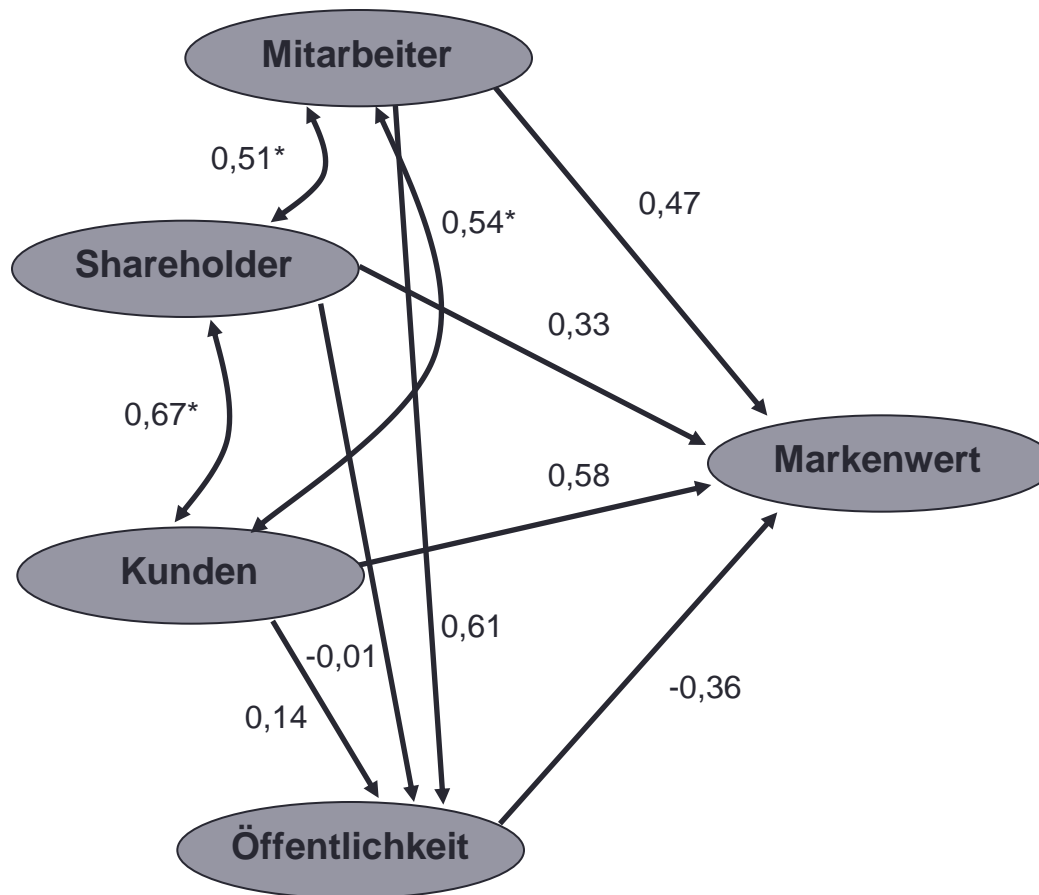 Mitarbeiter
0,51*
0,54*
0,47
Shareholder
0,33
0,67*
Markenwert
0,58
Kunden
0,61
-0,01
-0,36
0,14
Öffentlichkeit